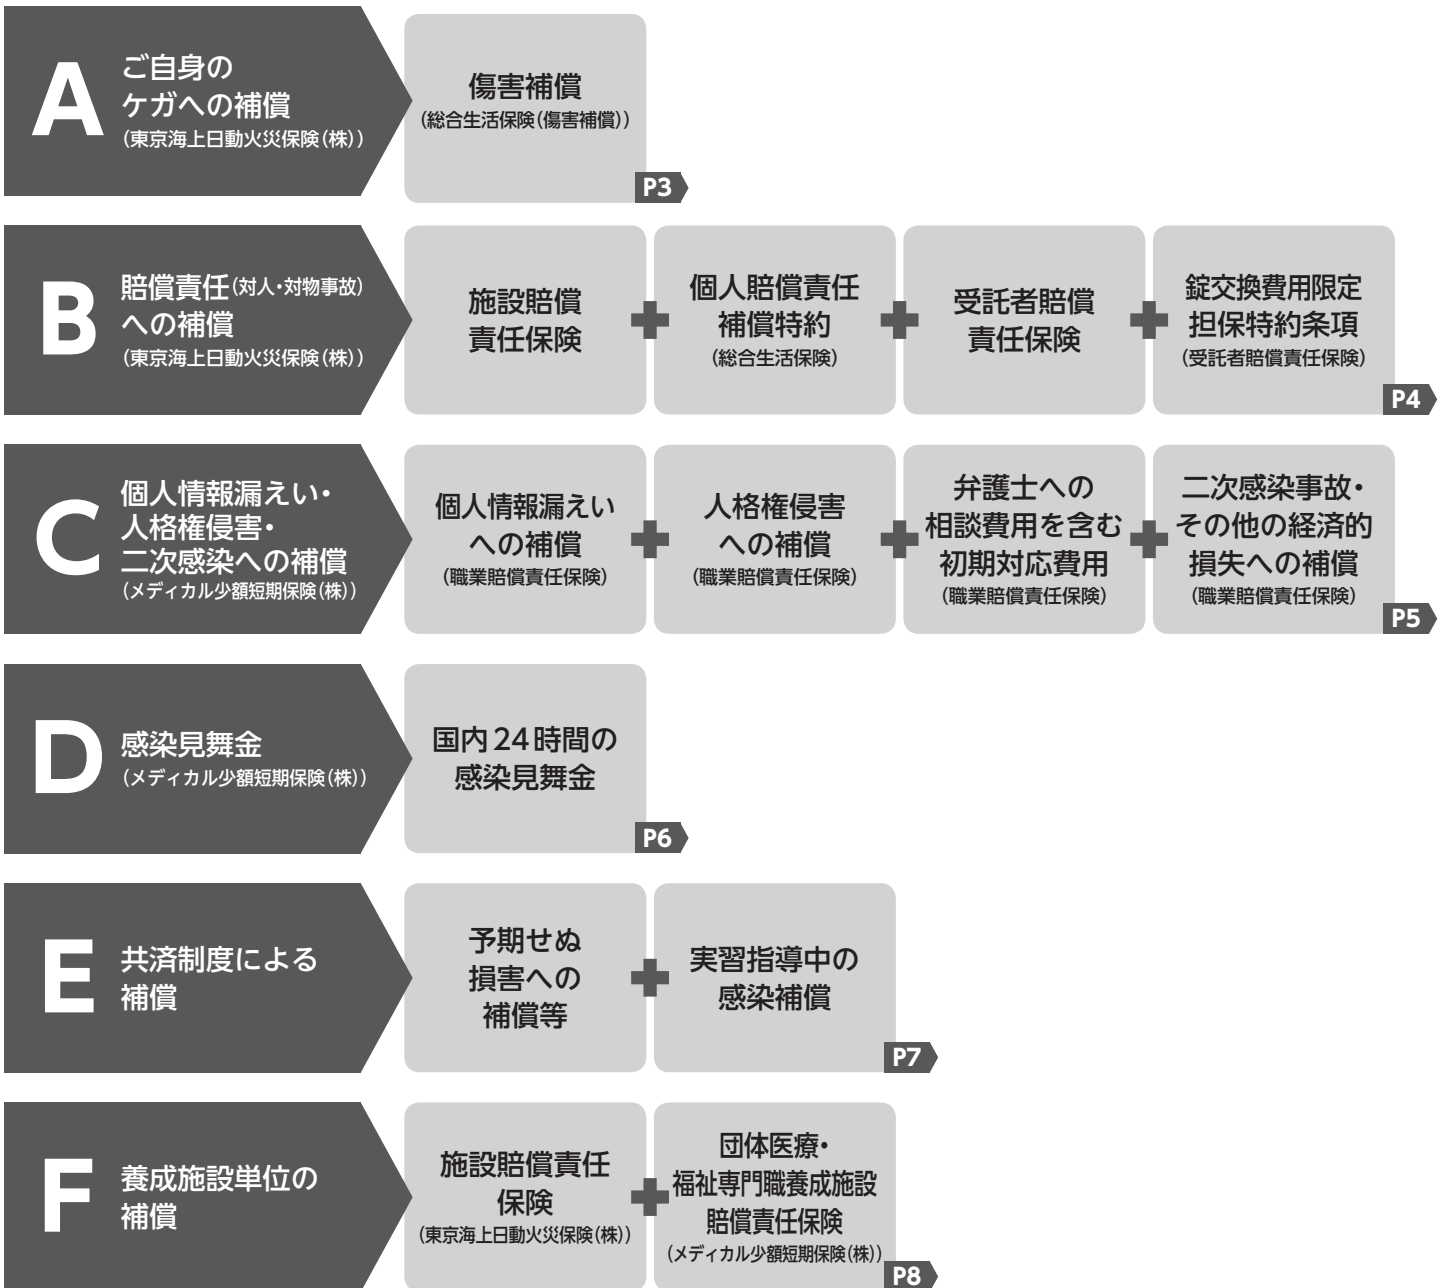 A
ご自身の
ケガへの補償
(東京海上日動火災保険(株))
傷害補償
(総合生活保険(傷害補償))
P3
B
賠償責任(対人・対物事故)
への補償
(東京海上日動火災保険(株))
施設賠償
責任保険
個人賠償責任
補償特約
(総合生活保険)
受託者賠償
責任保険
錠交換費用限定
担保特約条項
(受託者賠償責任保険)
P4
C
個人情報漏えい・
人格権侵害・
二次感染への補償
(メディカル少額短期保険(株))
個人情報漏えい
への補償
(職業賠償責任保険)
人格権侵害
への補償
(職業賠償責任保険)
弁護士への
相談費用を含む
初期対応費用
(職業賠償責任保険)
二次感染事故・
その他の経済的
損失への補償
(職業賠償責任保険)
P5
D
感染見舞金
(メディカル少額短期保険(株))
国内24時間の
感染見舞金
P6
E
共済制度による
補償
予期せぬ
損害への
補償等
実習指導中の
感染補償
P7
F
養成施設単位の
補償
施設賠償責任
保険
(東京海上日動火災保険(株))
団体医療・
福祉専門職養成施設
賠償責任保険
(メディカル少額短期保険(株))
P8